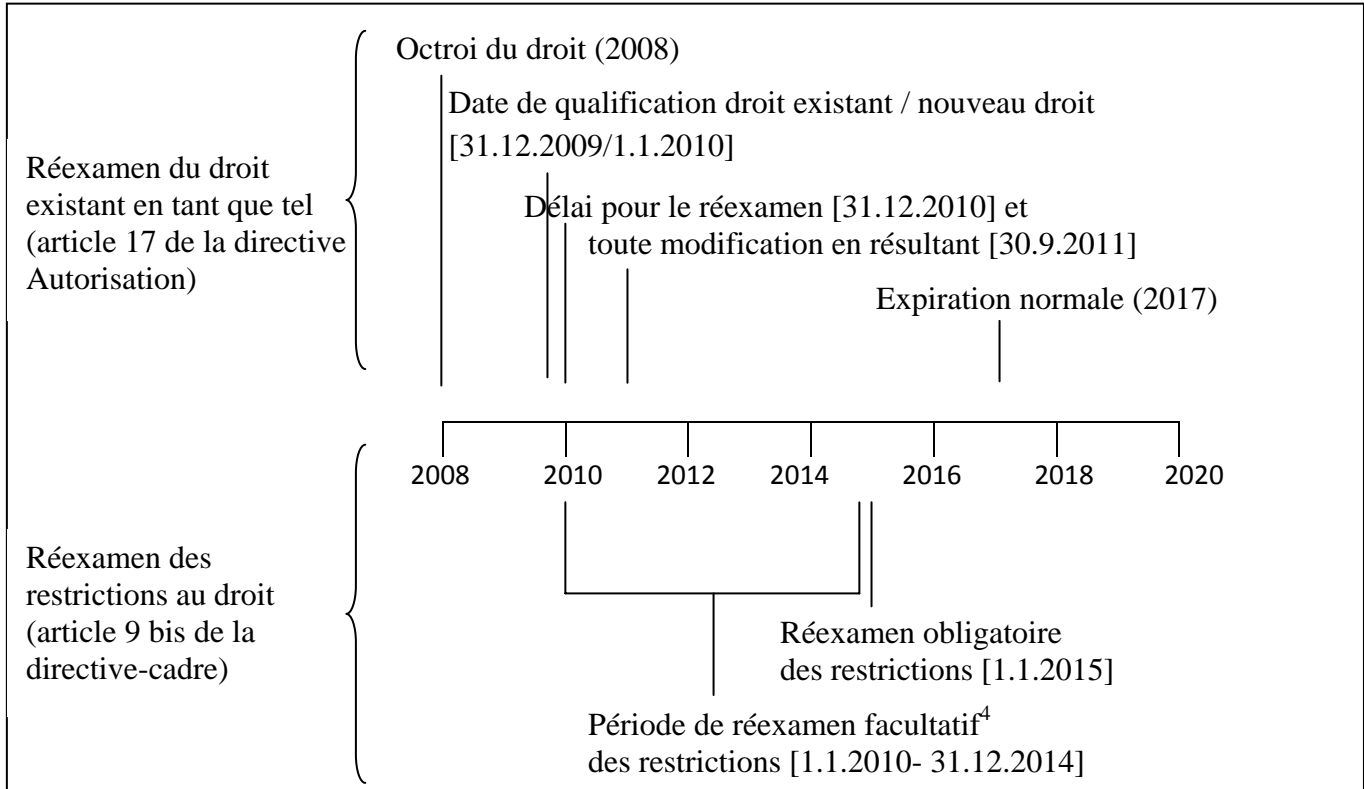 Octroi du droit (2008)
Date de qualification droit existant / nouveau droit
[31.12.2009/1.1.2010]
Réexamen du droit
existant en tant que tel
(article 17 de la directive
Autorisation)
Délai pour le réexamen [31.12.2010] et
toute modification en résultant [30.9.2011]
Expiration normale (2017)
2008 2010 2012 2014 2016 2018 2020
Réexamen des
restrictions au droit
(article 9 bis de la
directive-cadre)
Réexamen obligatoire
des restrictions [1.1.2015]
Période de réexamen facultatif⁴
des restrictions [1.1.2010- 31.12.2014]